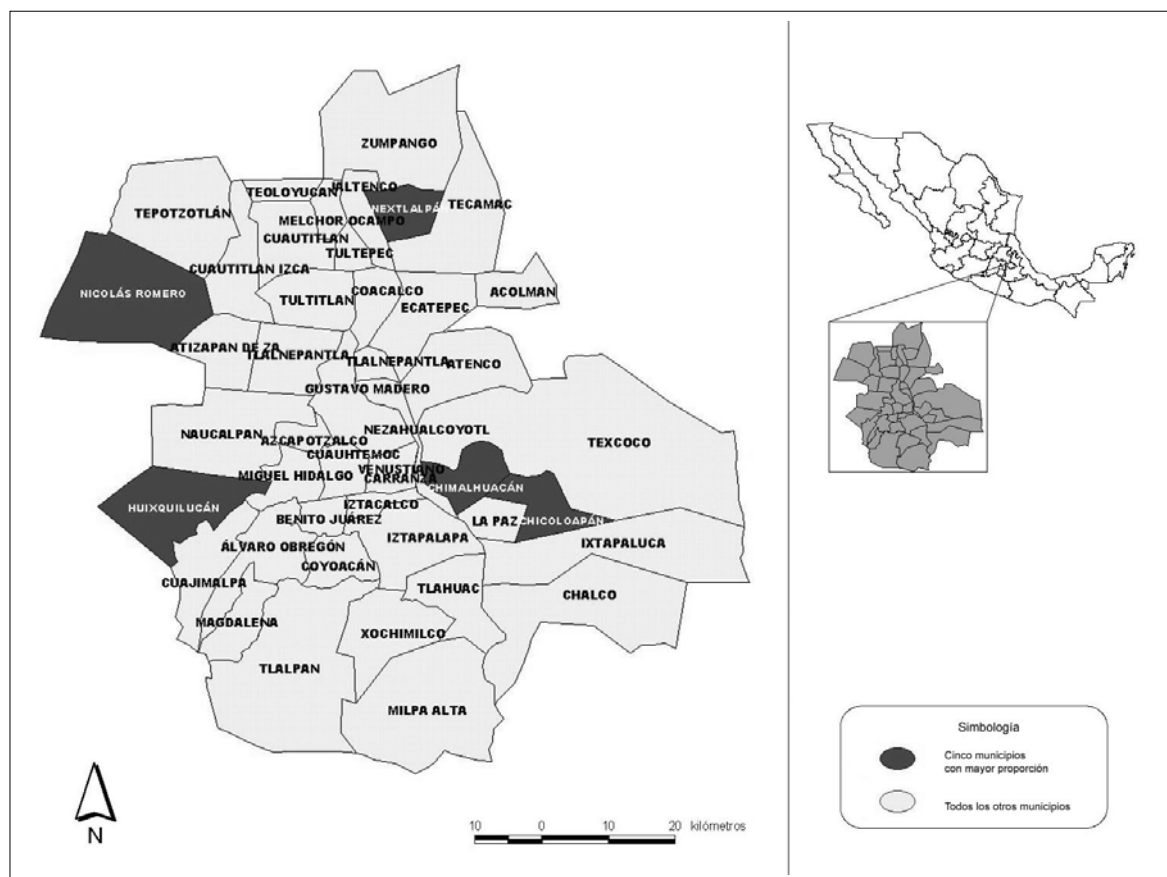 ZUMPANGO
TEOLOYUCAN
JALTENCO
NEXTLALPÁ
TECAMAC
TEPOTZOTLÁN
MELCHOR OCAMPO
CUAUTITLAN
TULTEPEC
CUAUTITLAN IZCA
NICOLÁS ROMERO
TULTITLAN
COACALCO
ECATEPEC
ACOLMAN
ATIZAPAN DE ZA
TLALNEPANTLA
TLALNEPANTLA
ATENCO
GUSTAVO MADERO
NAUCALPAN
AZCAPOTZALCO
NEZAHUALCOYOTL
TEXCOCO
CUAUHTEMOC
MIGUEL HIDALGO
VENUSTIANO
CARRANZA
CHIMALHUACÁN
HUIXQUILUCÁN
IZTACALCO
BENITO JUÁREZ
LA PAZ
CHICOLOAPÁN
IZTAPALAPA
IXTAPALUCA
ÁLVARO OBREGÓN
COYOACÁN
CUAJIMALPA
TLAHUAC
CHALCO
MAGDALENA
XOCHIMILCO
TLALPAN
MILPA ALTA
N
10 0 10 20 kilómetros
Simbología
Cinco municipios
con mayor proporción
Todos los otros municipios